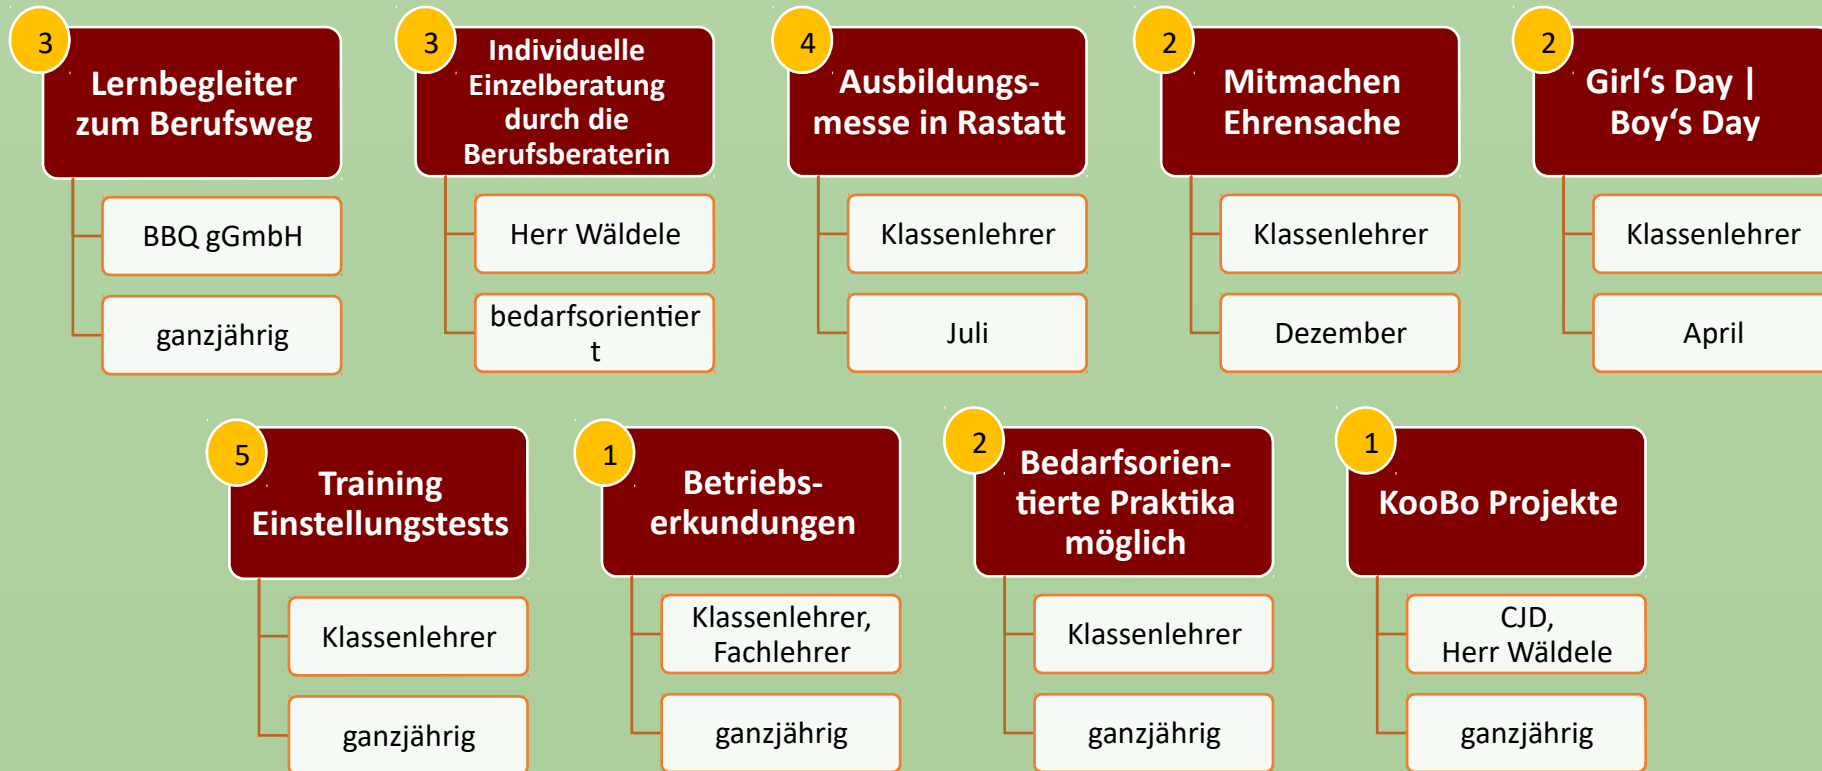 3
Lernbegleiter
zum Berufsweg
BBQ gGmbH
ganzjährig
3
Individuelle
Einzelberatung
durch die
Berufsberaterin
Herr Wäldele
bedarfsorientier
t
4
Ausbildungs-
messe in Rastatt
Klassenlehrer
Juli
2
Mitmachen
Ehrensache
Klassenlehrer
Dezember
2
Girl‘s Day |
Boy‘s Day
Klassenlehrer
April
5
Training
Einstellungstests
Klassenlehrer
ganzjährig
1
Betriebs-
erkundungen
Klassenlehrer,
Fachlehrer
ganzjährig
2
Bedarfsorien-
tierte Praktika
möglich
Klassenlehrer
ganzjährig
1
KooBo Projekte
CJD,
Herr Wäldele
ganzjährig